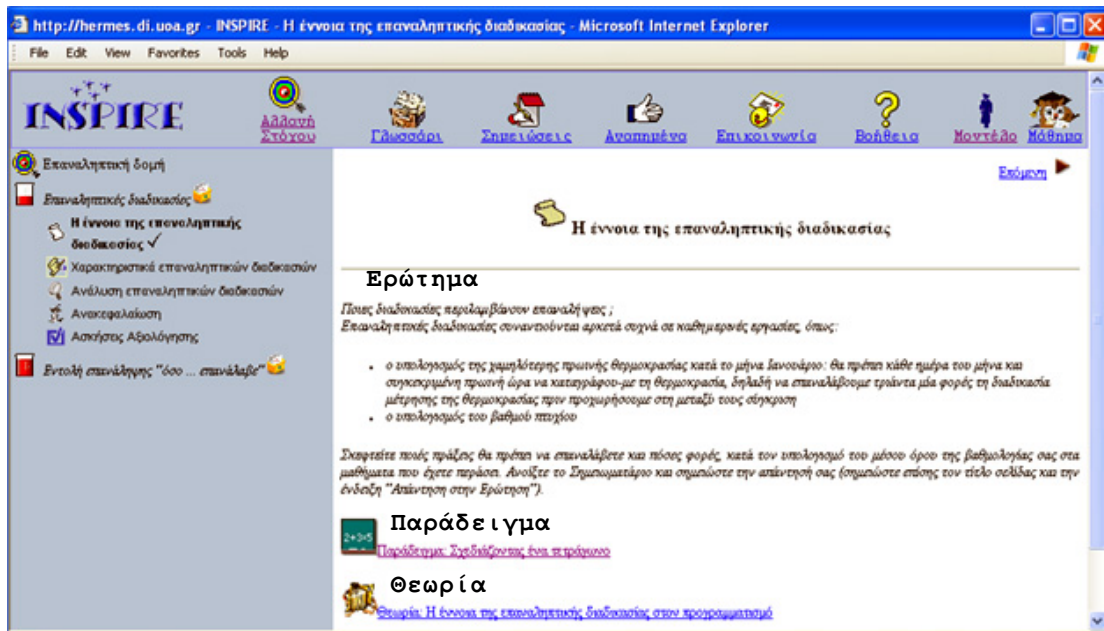 http://hermes.di.uoa.gr - INSPIRE - Η έννοια της επαναληπτικής διαδικασίας - Microsoft Internet Explorer
File Edit View Favorites Tools Help
INSPIRE
Αλλαγή Στόχου
Γλωσσάρι Σημειώσεις Αγαπημένα Επικοινωνία Βοήθεια Μοντέλο Μάθημα
Επαναληπτική δομή
Επαναληπτικές διαδικασίες
Η έννοια της επαναληπτικής
διαδικασίας ✓
Χαρακτηριστικά επαναληπτικών διαδικασιών
Ανάλυση επαναληπτικών διαδικασιών
Ανακεφαλαίωση
Ασκήσεις Αξιολόγησης
Εντολή επανάληψης "όσο ... επανάλαβε"
Επόμενη
Η έννοια της επαναληπτικής διαδικασίας
Ερώτημα
Ποιες διαδικασίες περιλαμβάνουν επαναλήψεις ;
Επαναληπτικές διαδικασίες συναντιούνται αρκετά συχνά σε καθημερινές εργασίες, όπως:
• ο υπολογισμός της χαμηλότερης πρωινής θερμοκρασίας κατά το μήνα Ιανουάριο: θα πρέπει κάθε ημέρα του μήνα και
συγκεκριμένη πρωινή ώρα να καταγράφου-με τη θερμοκρασία, δηλαδή να επαναλάβουμε τριάντα μία φορές τη διαδικασία
μέτρησης της θερμοκρασίας πριν προχωρήσουμε στη μεταξύ τους σύγκριση
• ο υπολογισμός του βαθμού πτυχίου
Σκεφτείτε ποιές πράξεις θα πρέπει να επαναλάβετε και πόσες φορές, κατά τον υπολογισμό του μέσου όρου της βαθμολογίας σας στα
μαθήματα που έχετε περάσει. Ανοίξτε το Σημειωματάριο και σημειώστε την απάντησή σας (σημειώστε επίσης τον τίτλο σελίδας και την
ένδειξη "Απάντηση στην Ερώτηση").
Παράδειγμα
2+3=5
Παράδειγμα: Σχεδιάζοντας ένα τετράγωνο
Θεωρία
Θεωρία: Η έννοια της επαναληπτικής διαδικασίας στον προγραμματισμό